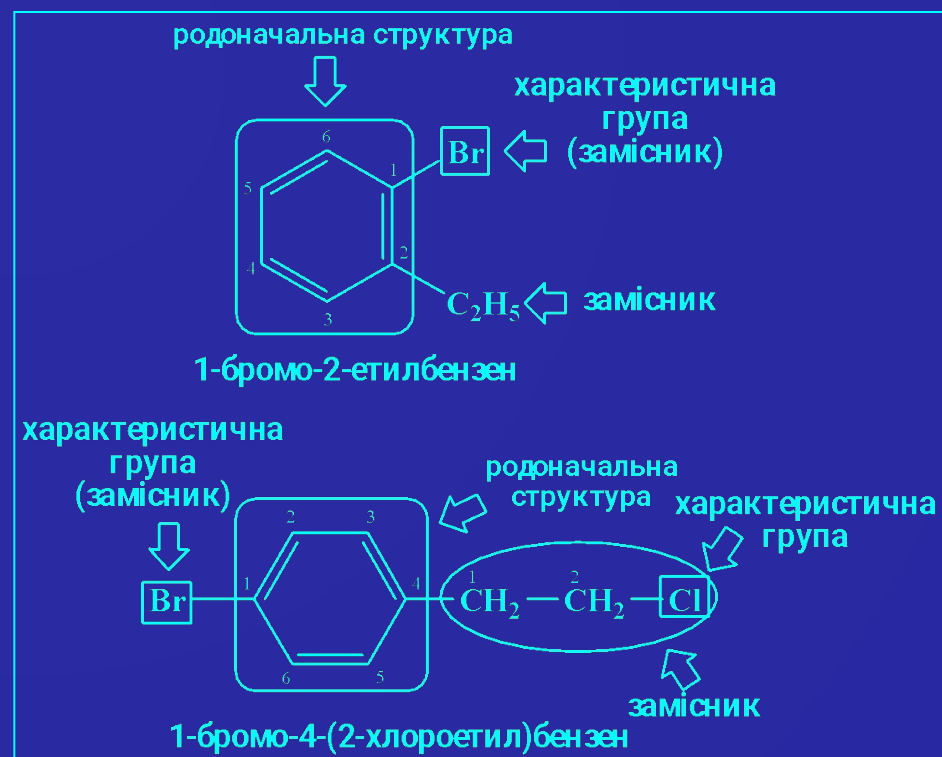 родоначальна структура
характеристична
група
(замісник)
6
Br
1
5
2
4
C₂H₅
замісник
3
1-бромо-2-етилбензен
характеристична
група
(замісник)
родоначальна
структура
характеристична
група
2
3
Br
1
4
1
2
CH₂
CH₂
Cl
6
5
замісник
1-бромо-4-(2-хлороетил)бензен